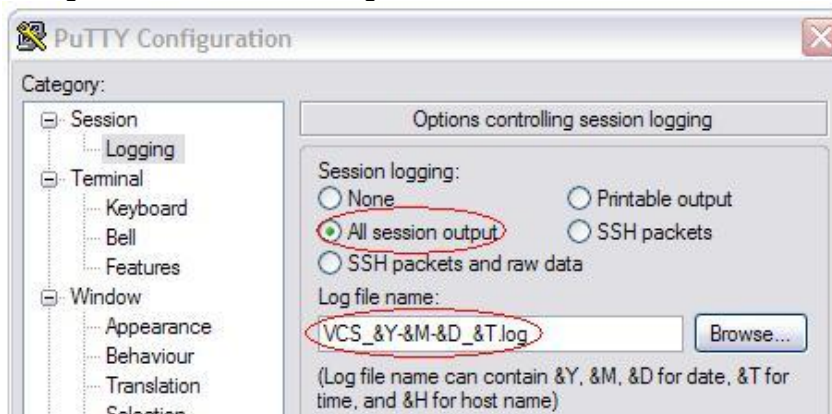 PuTTY Configuration
Category:
Session
Logging
Terminal
Keyboard
Bell
Features
Window
Appearance
Behaviour
Translation
Options controlling session logging
Session logging:
None
Printable output
All session output
SSH packets
SSH packets and raw data
Log file name:
VCS_&Y-&M-&D_&T.log
Browse...
(Log file name can contain &Y, &M, &D for date, &T for
time, and &H for host name)